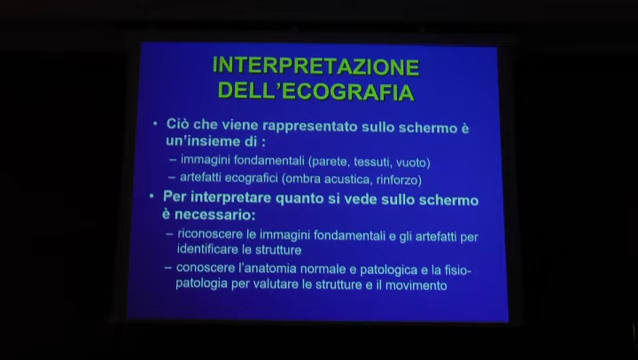 INTERPRETAZIONE
DELL'ECOGRAFIA
• Ciò che viene rappresentato sullo schermo è
un'insieme di :
– immagini fondamentali (parete, tessuti, vuoto)
– artefatti ecografici (ombra acustica, rinforzo)
• Per interpretare quanto si vede sullo schermo
è necessario:
– riconoscere le immagini fondamentali e gli artefatti per
identificare le strutture
– conoscere l'anatomia normale e patologica e la fisio-
patologia per valutare le strutture e il movimento